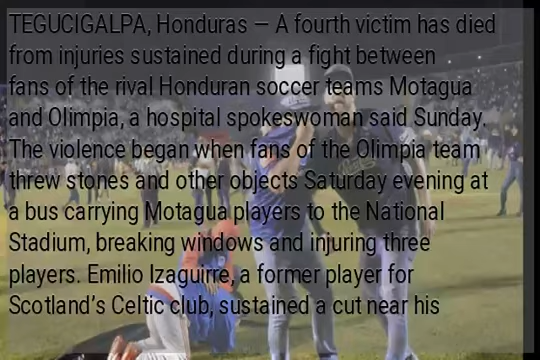 TEGUCIGALPA, Honduras — A fourth victim has died
from injuries sustained during a fight between
fans of the rival Honduran soccer teams Motagua
and Olimpia, a hospital spokeswoman said Sunday.
The violence began when fans of the Olimpia team
threw stones and other objects Saturday evening at
a bus carrying Motagua players to the National
Stadium, breaking windows and injuring three
players. Emilio Izaguirre, a former player for
Scotland’s Celtic club, sustained a cut near his